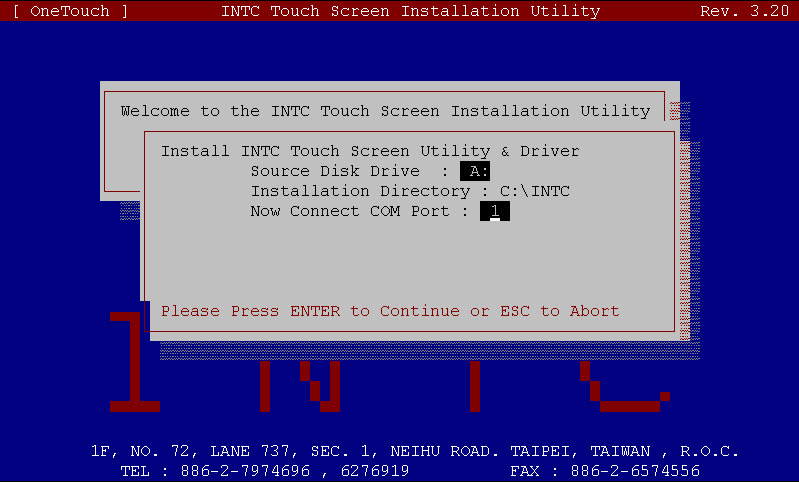 [ OneTouch ] INTC Touch Screen Installation Utility Rev. 3.20
Welcome to the INTC Touch Screen Installation Utility
Install INTC Touch Screen Utility & Driver
Source Disk Drive : A:
Installation Directory : C:\INTC
Now Connect COM Port : 1
Please Press ENTER to Continue or ESC to Abort
1F, NO. 72, LANE 737, SEC. 1, NEIHU ROAD. TAIPEI, TAIWAN , R.O.C.
TEL : 886-2-7974696 , 6276919 FAX : 886-2-6574556